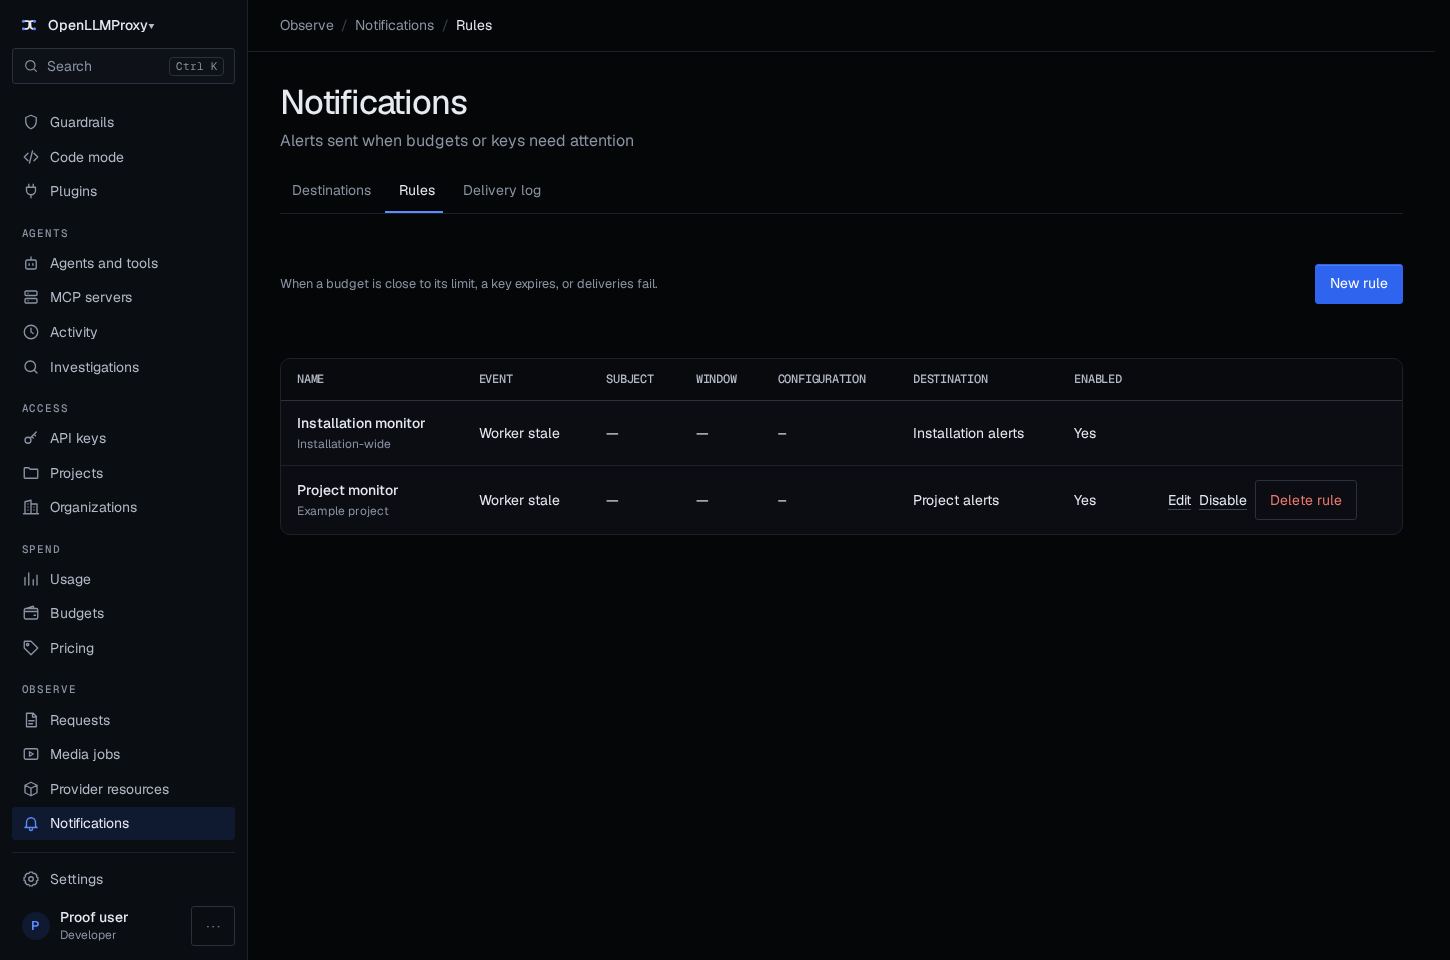 OpenLLMProxy▾
Search Ctrl K
Guardrails
Code mode
Plugins
AGENTS
Agents and tools
MCP servers
Activity
Investigations
ACCESS
API keys
Projects
Organizations
SPEND
Usage
Budgets
Pricing
OBSERVE
Requests
Media jobs
Provider resources
Notifications
Settings
P
Proof user
Developer
...
Observe / Notifications / Rules
Notifications
Alerts sent when budgets or keys need attention
Destinations Rules Delivery log
When a budget is close to its limit, a key expires, or deliveries fail.
New rule
NAME EVENT SUBJECT WINDOW CONFIGURATION DESTINATION ENABLED
Installation monitor
Installation-wide
Worker stale — — – Installation alerts Yes
Project monitor
Example project
Worker stale — — – Project alerts Yes Edit Disable Delete rule